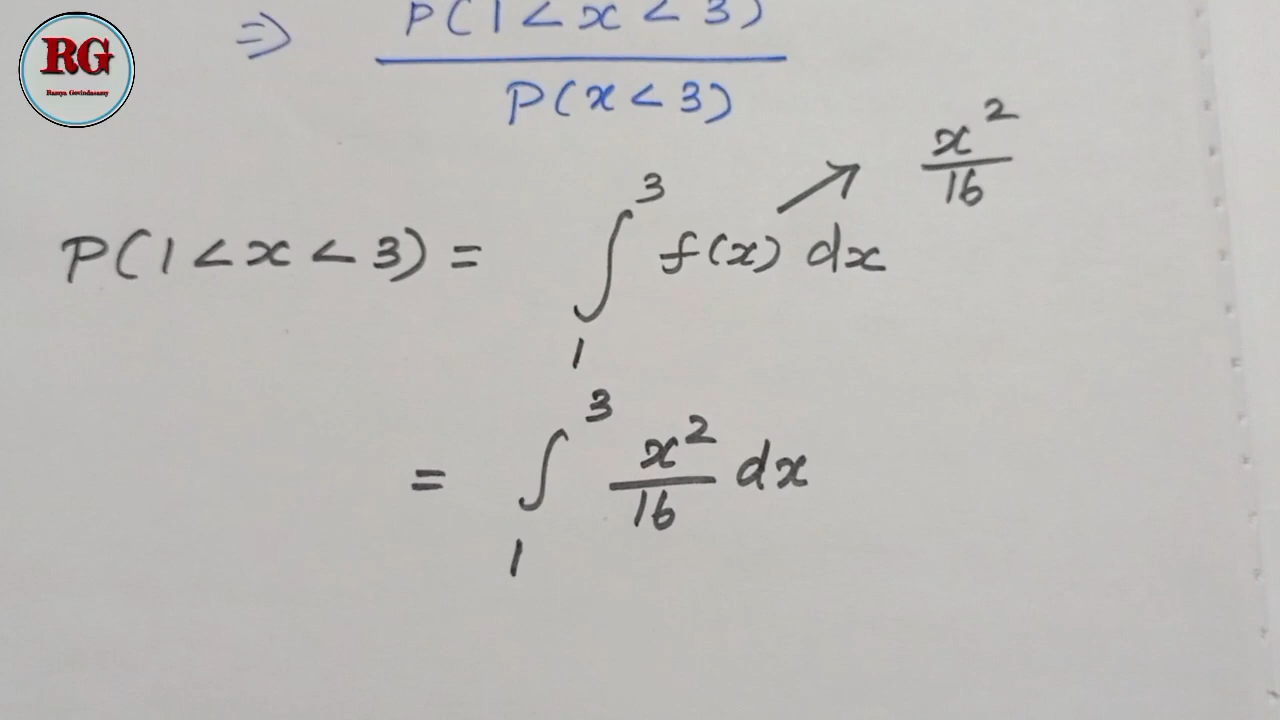 RG
Ramya Govindasamy
⇒ P(1 < x < 3)
P(x < 3)
x²
16
P(1 < x < 3) = ∫₁³ f(x) dx ↗
= ∫₁³ x²/16 dx